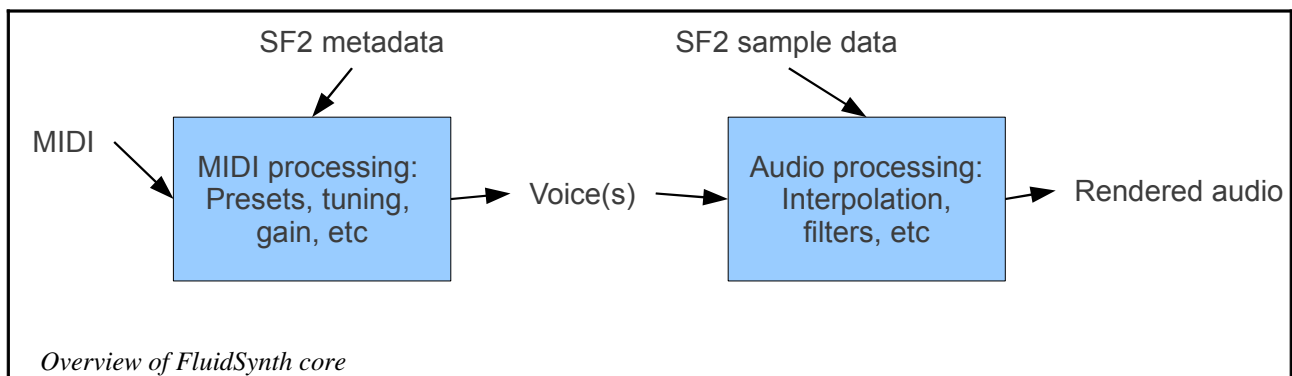 SF2 metadata
SF2 sample data
MIDI
MIDI processing:
Presets, tuning,
gain, etc
Voice(s)
Audio processing:
Interpolation,
filters, etc
Rendered audio
Overview of FluidSynth core